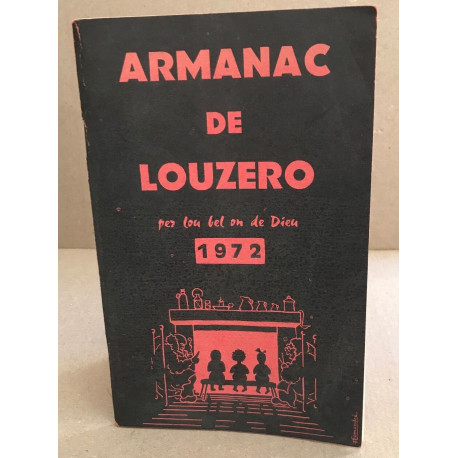 ARMANAC
DE
LOUZERO
per lou bel on de Dieu
1972